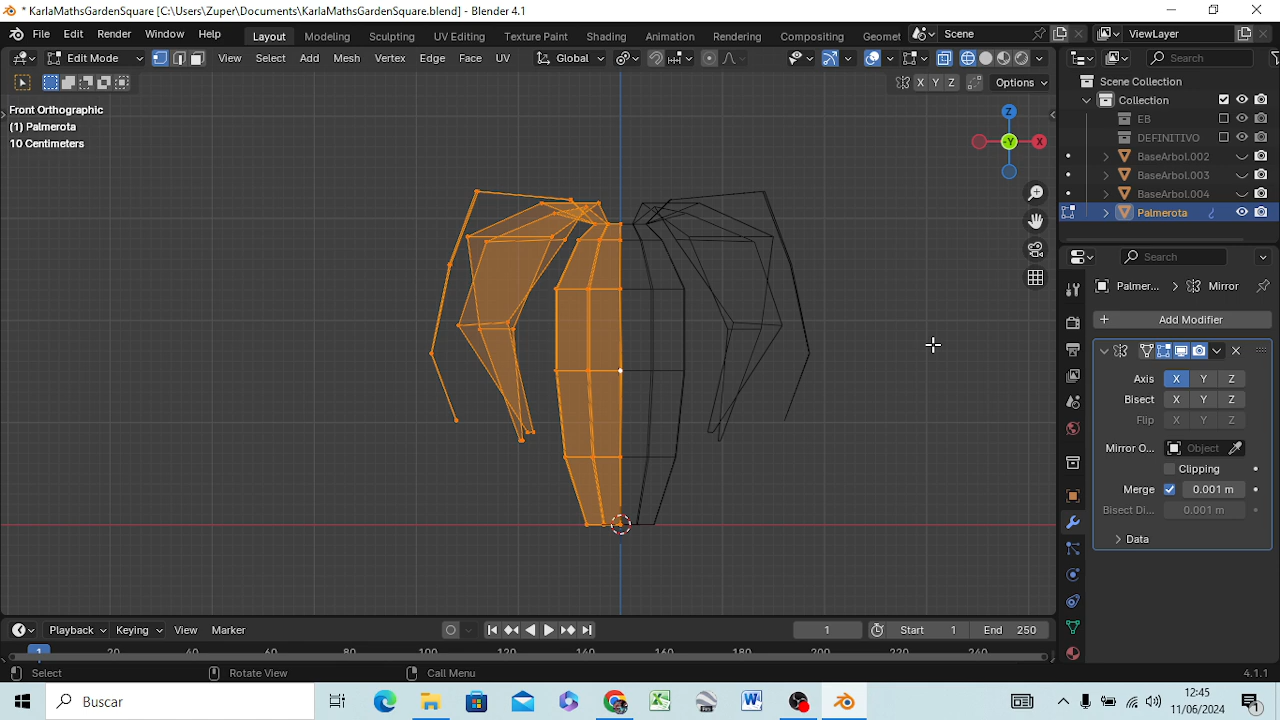 * KarlaMathsGardenSquare [C:\Users\Zuper\Documents\KarlaMathsGardenSquare.blend] - Blender 4.1
File Edit Render Window Help Layout Modeling Sculpting UV Editing Texture Paint Shading Animation Rendering Compositing Geome Scene ViewLayer
Edit Mode View Select Add Mesh Vertex Edge Face UV Global Search
X Y Z Options
Scene Collection
Collection
EB
DEFINITIVO
BaseArbol.002
BaseArbol.003
BaseArbol.004
Palmerota
Front Orthographic
(1) Palmerota
10 Centimeters
Z
-Y
X
Search
Palmer... Mirror
Add Modifier
Axis X Y Z
Bisect X Y Z
Flip X Y Z
Mirror O... Object
Clipping
Merge 0.001 m
Bisect Di... 0.001 m
Data
Playback Keying View Marker 1 Start 1 End 250
1 20 40 60 80 100 120 140 160 180 200 220 240
Select Rotate View Call Menu 4.1.1
Buscar
12:45
11/06/2024
1